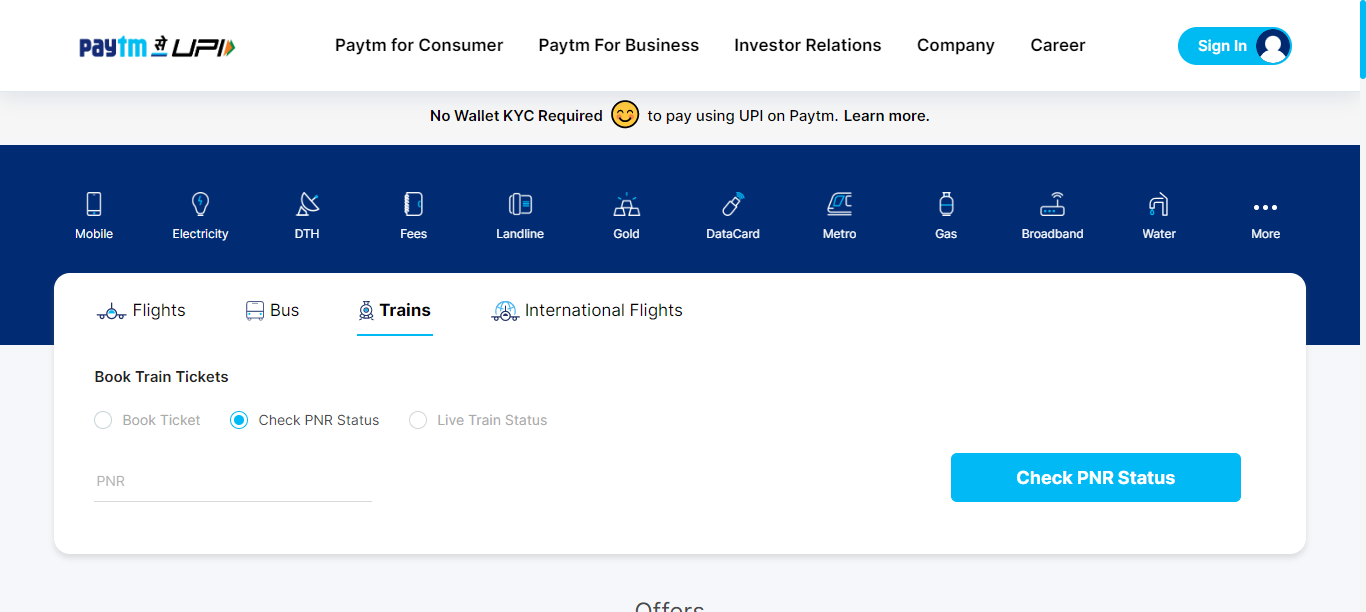 paytm से UPI Paytm for Consumer Paytm For Business Investor Relations Company Career Sign In
No Wallet KYC Required to pay using UPI on Paytm. Learn more.
Mobile Electricity DTH Fees Landline Gold DataCard Metro Gas Broadband Water More
Flights Bus Trains International Flights
Book Train Tickets
Book Ticket Check PNR Status Live Train Status
PNR Check PNR Status
Offers